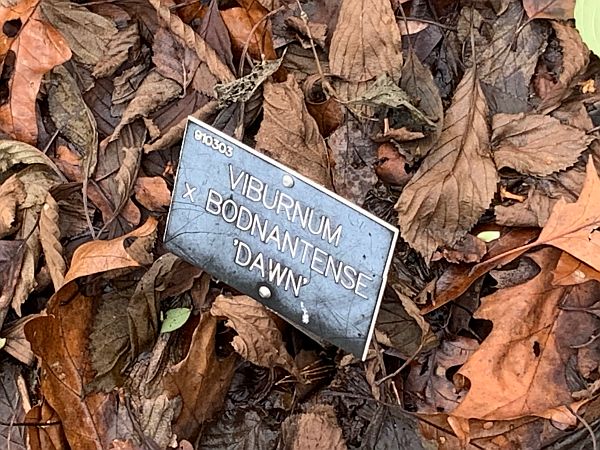 910303
VIBURNUM
x BODNANTENSE
'DAWN'